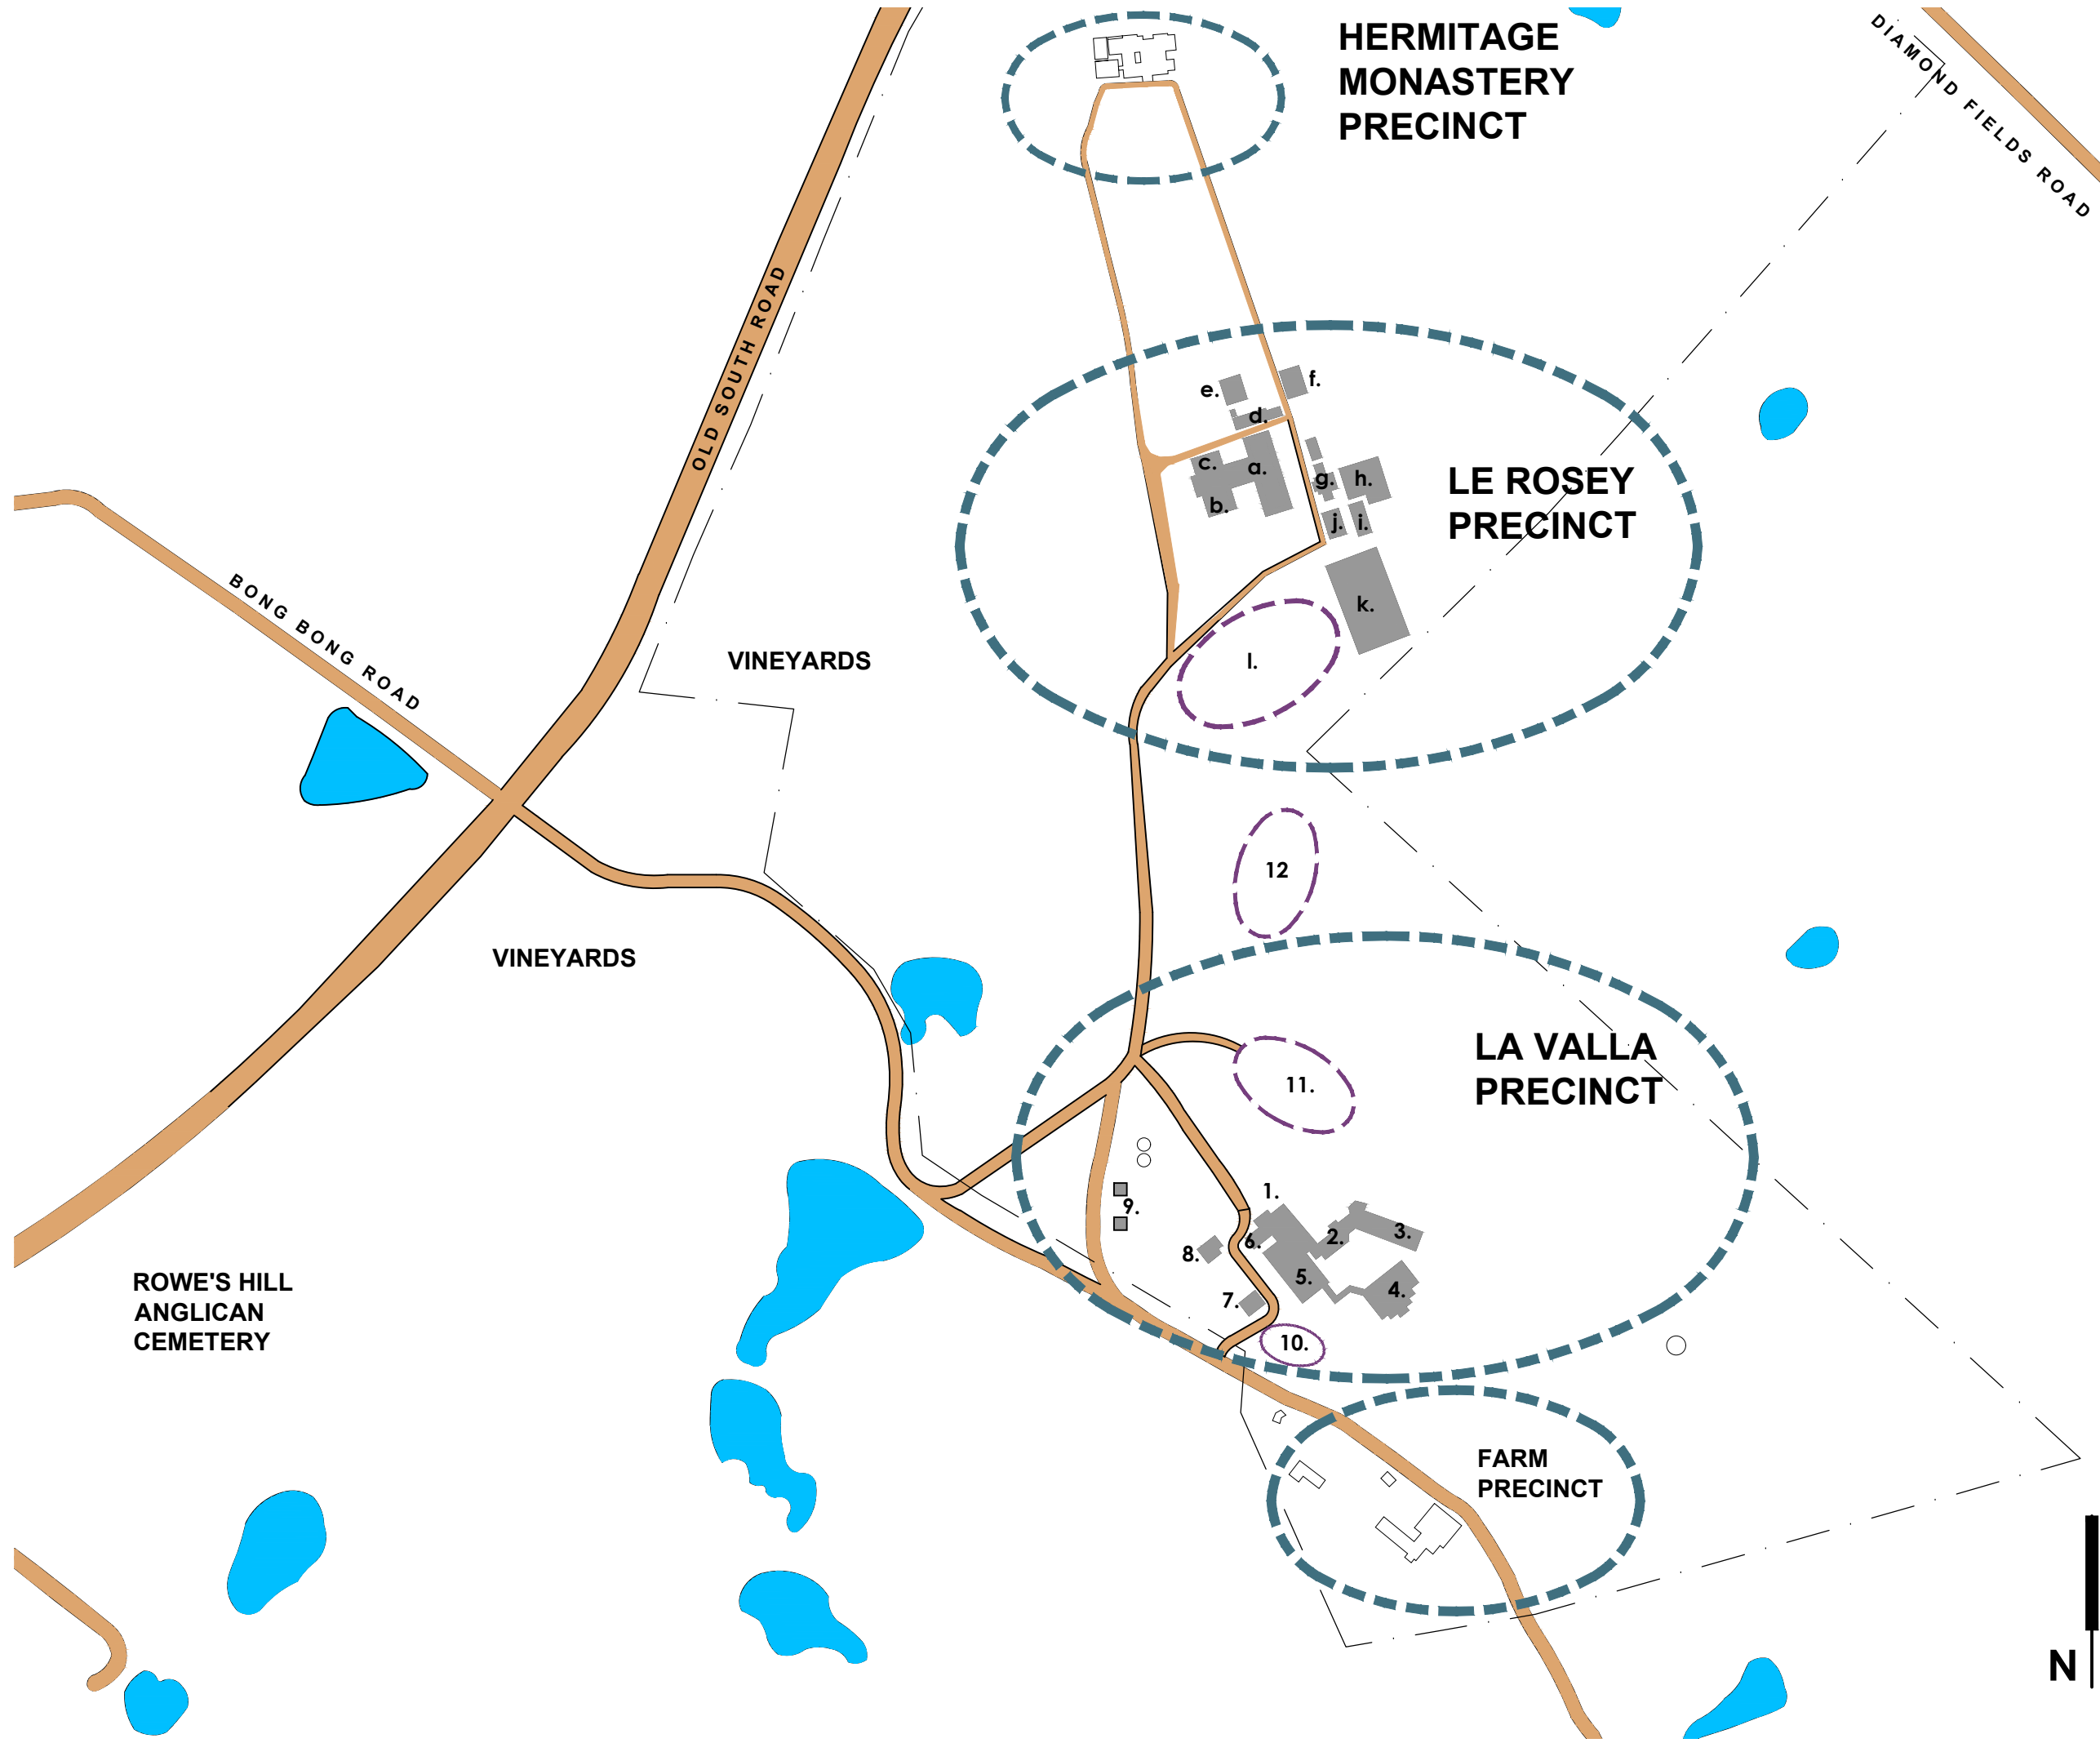 HERMITAGE
MONASTERY
PRECINCT
DIAMOND FIELDS ROAD
OLD SOUTH ROAD
e.
f.
d.
c.
a.
b.
g.
h.
j.
i.
k.
l.
LE ROSEY
PRECINCT
BONG BONG ROAD
VINEYARDS
12
VINEYARDS
LA VALLA
PRECINCT
11.
1.
9.
2.
3.
6.
8.
5.
4.
7.
10.
ROWE'S HILL
ANGLICAN
CEMETERY
FARM
PRECINCT
N